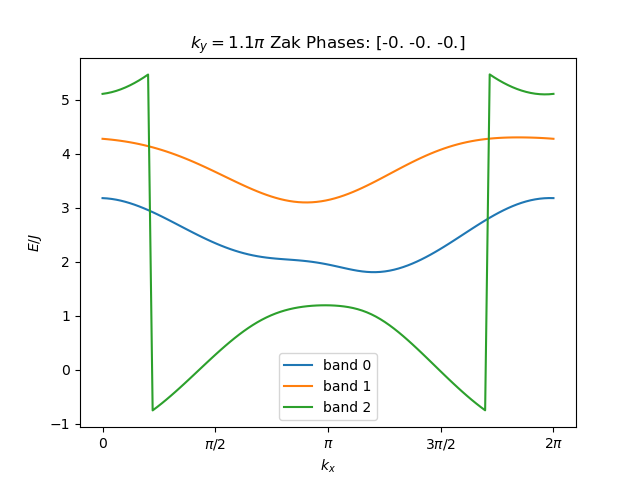 $k_y = 1.1\pi$ Zak Phases: [-0. -0. -0.]
E/J
5
4
3
2
1
0
−1
band 0
band 1
band 2
0
π/2
π
3π/2
2π
$k_x$